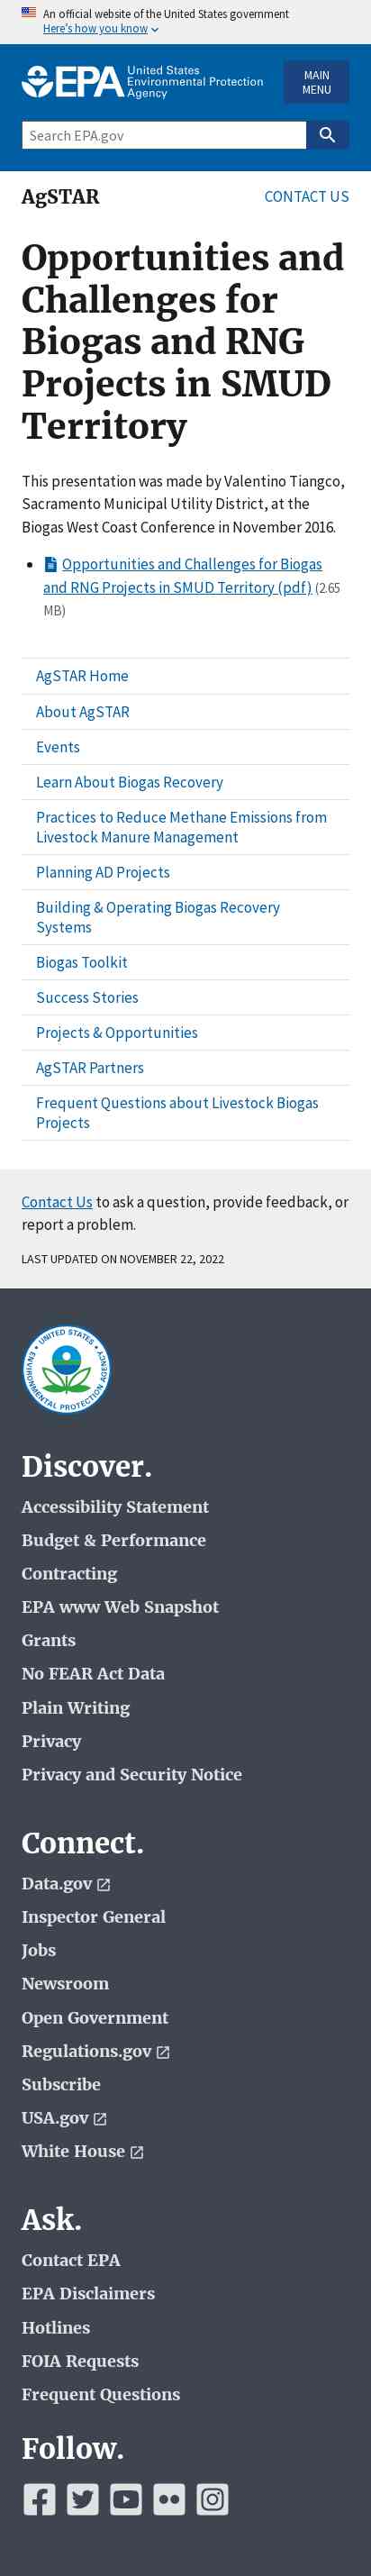 An official website of the United States government
Here's how you know
EPA United States
Environmental Protection
Agency
MAIN
MENU
Search EPA.gov
AgSTAR
CONTACT US
Opportunities and
Challenges for
Biogas and RNG
Projects in SMUD
Territory
This presentation was made by Valentino Tiangco,
Sacramento Municipal Utility District, at the
Biogas West Coast Conference in November 2016.
Opportunities and Challenges for Biogas
and RNG Projects in SMUD Territory (pdf) (2.65
MB)
AgSTAR Home
About AgSTAR
Events
Learn About Biogas Recovery
Practices to Reduce Methane Emissions from
Livestock Manure Management
Planning AD Projects
Building & Operating Biogas Recovery
Systems
Biogas Toolkit
Success Stories
Projects & Opportunities
AgSTAR Partners
Frequent Questions about Livestock Biogas
Projects
Contact Us to ask a question, provide feedback, or
report a problem.
LAST UPDATED ON NOVEMBER 22, 2022
UNITED STATES
ENVIRONMENTAL PROTECTION AGENCY
Discover.
Accessibility Statement
Budget & Performance
Contracting
EPA www Web Snapshot
Grants
No FEAR Act Data
Plain Writing
Privacy
Privacy and Security Notice
Connect.
Data.gov
Inspector General
Jobs
Newsroom
Open Government
Regulations.gov
Subscribe
USA.gov
White House
Ask.
Contact EPA
EPA Disclaimers
Hotlines
FOIA Requests
Frequent Questions
Follow.